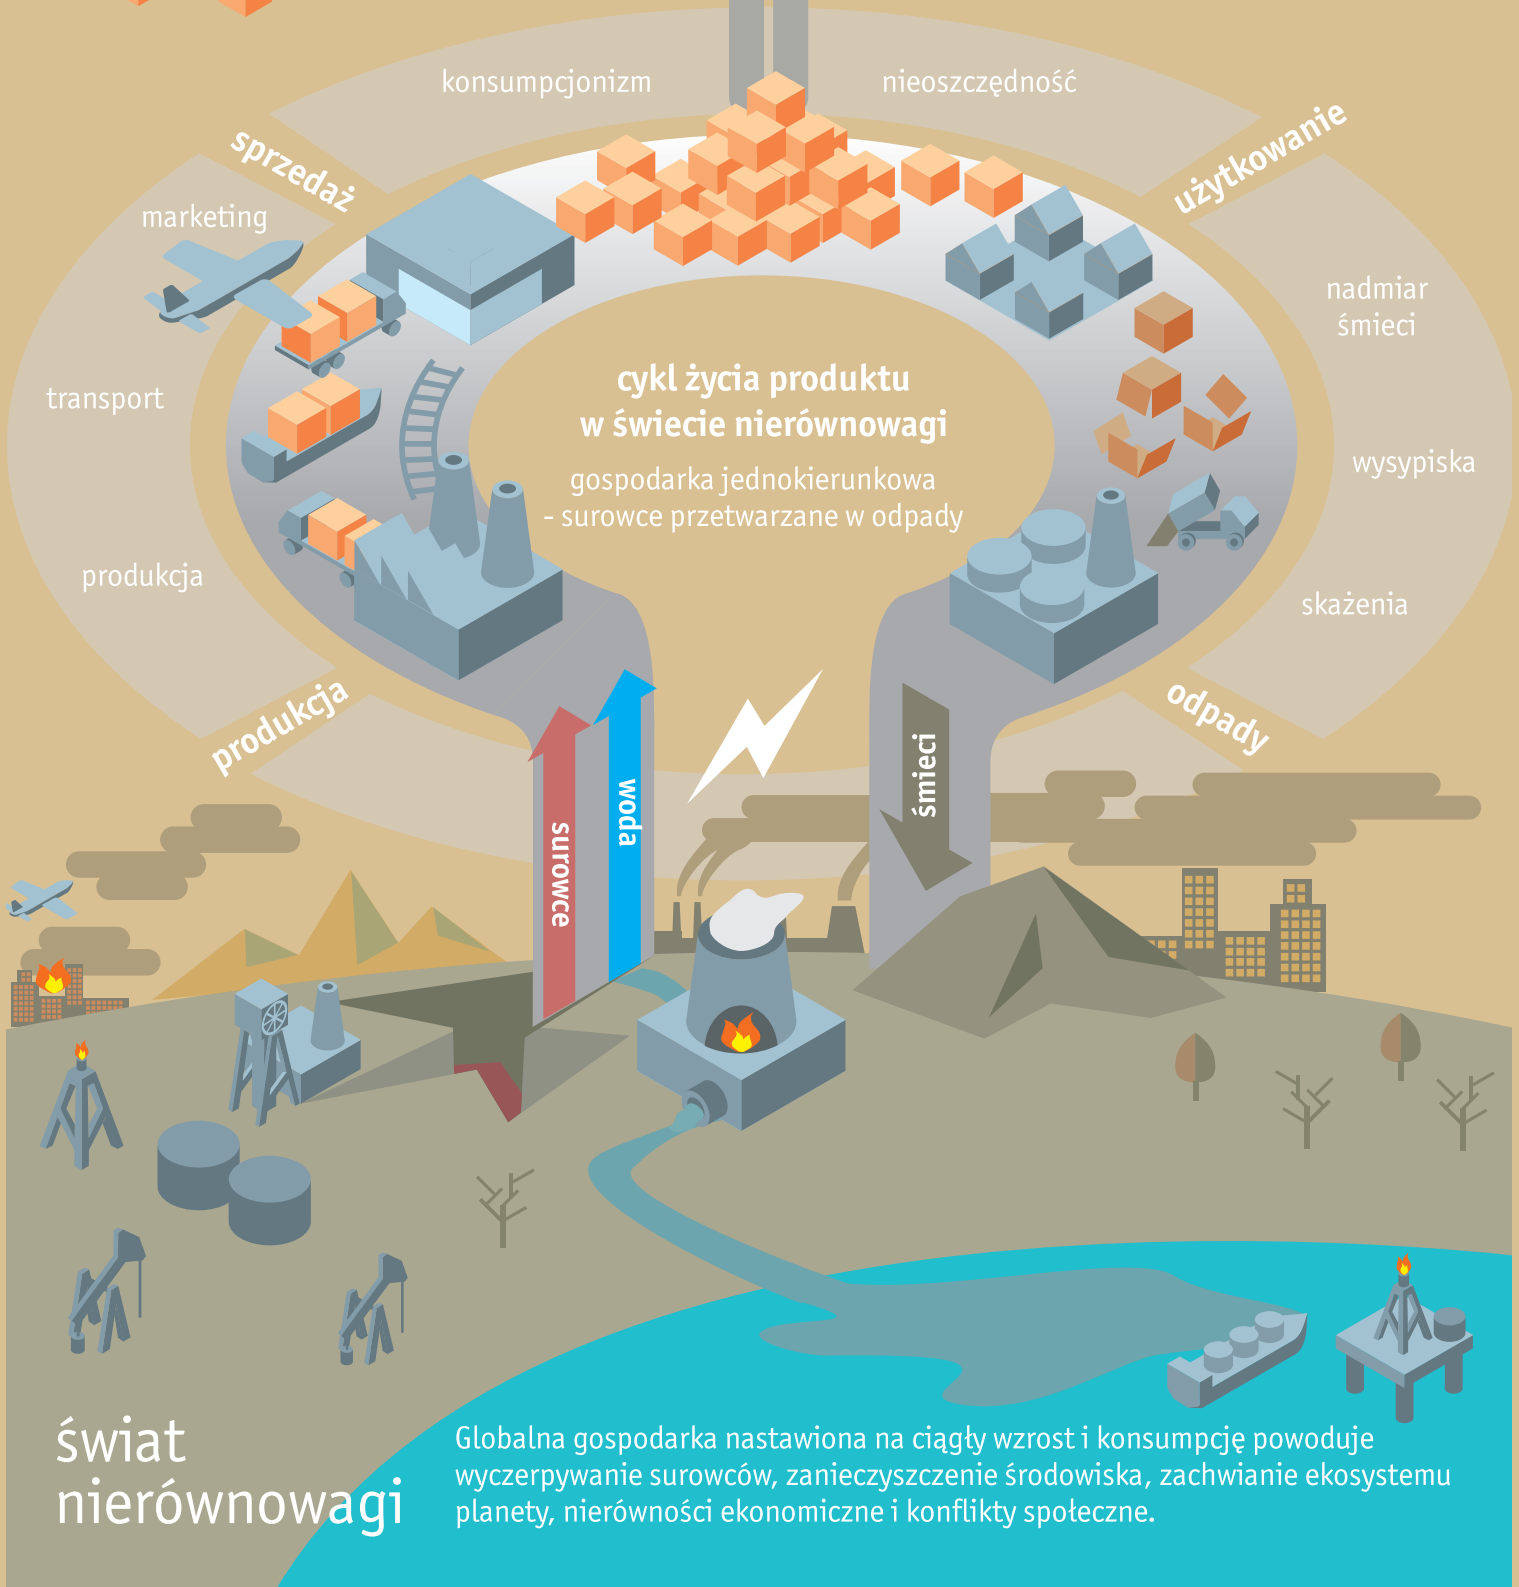 konsumpcjonizm
nieoszczędność
sprzedaż
użytkowanie
marketing
nadmiar
śmieci
transport
cykl życia produktu
w świecie nierównowagi
gospodarka jednokierunkowa
- surowce przetwarzane w odpady
wysypiska
produkcja
skażenia
produkcja
odpady
surowce
woda
śmieci
świat
nierównowagi
Globalna gospodarka nastawiona na ciągły wzrost i konsumpcję powoduje
wyczerpywanie surowców, zanieczyszczenie środowiska, zachwianie ekosystemu
planety, nierówności ekonomiczne i konflikty społeczne.